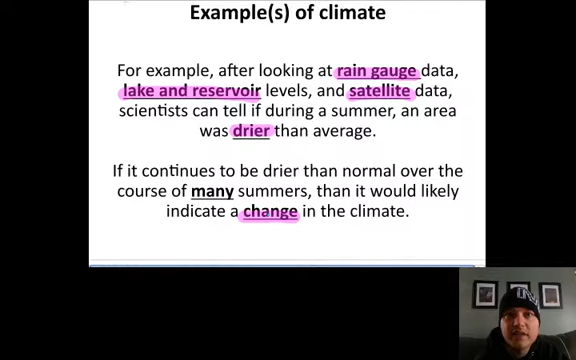 Example(s) of climate
For example, after looking at rain gauge data,
lake and reservoir levels, and satellite data,
scientists can tell if during a summer, an area
was drier than average.
If it continues to be drier than normal over the
course of many summers, than it would likely
indicate a change in the climate.